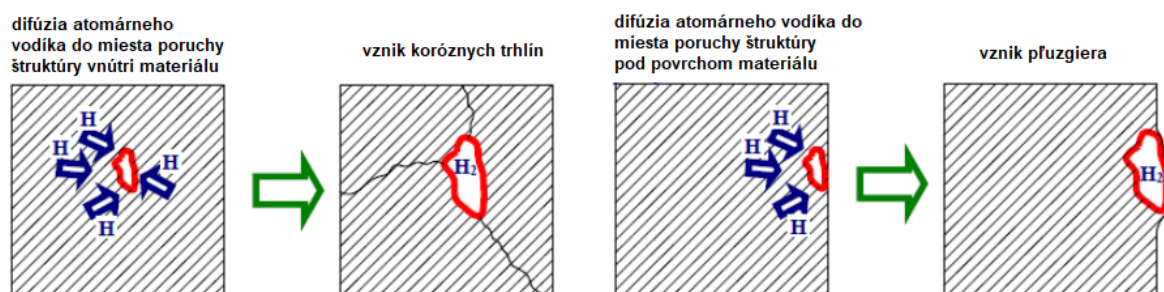 difúzia atomárneho
vodíka do miesta poruchy
štruktúry vnútri materiálu
H
H
H
H
vznik koróznych trhlín
H₂
difúzia atomárneho vodíka do
miesta poruchy štruktúry
pod povrchom materiálu
H
H
H
vznik pľuzgiera
H₂